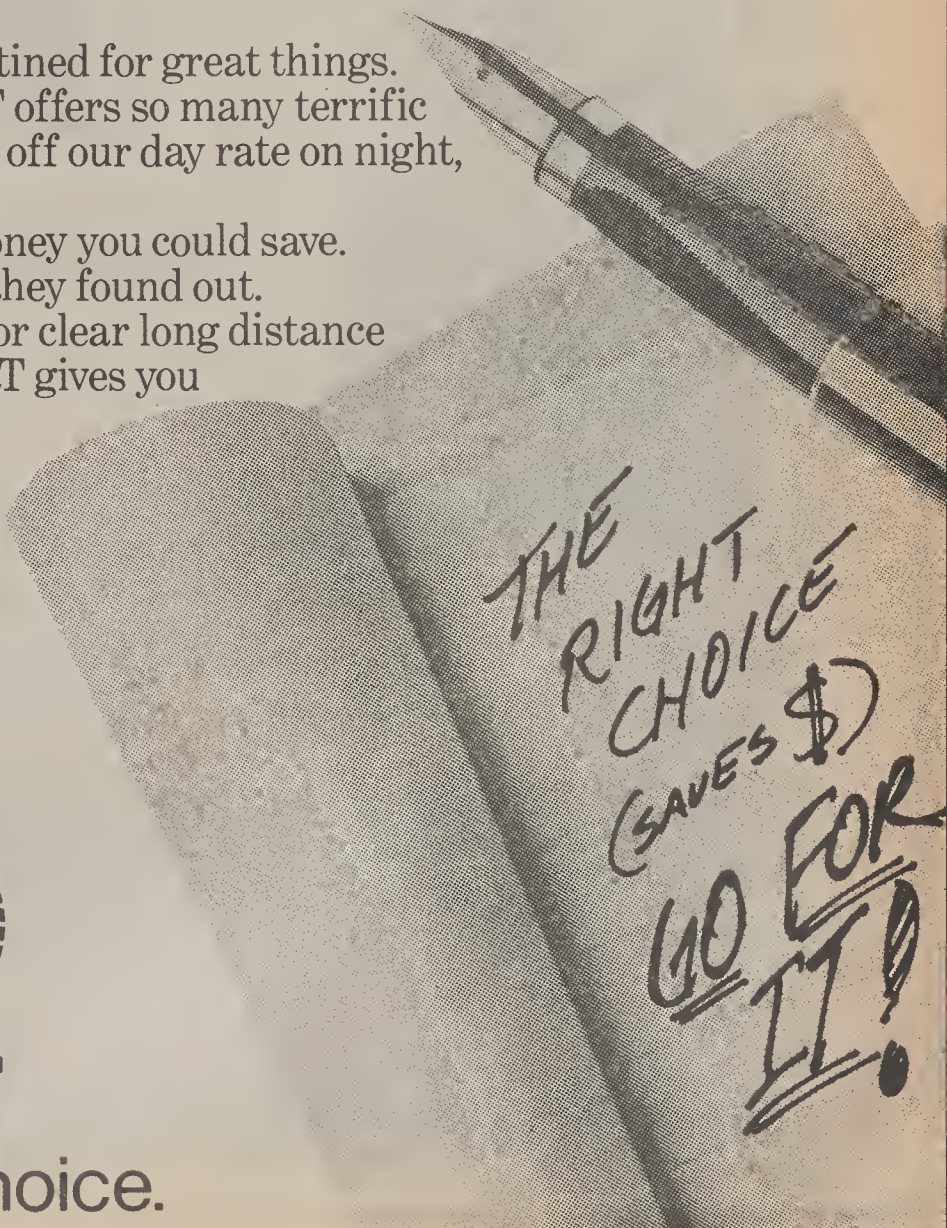 tined for great things.
offers so many terrific
off our day rate on night,
ney you could save.
hey found out.
or clear long distance
T gives you
THE
RIGHT
CHOICE
(SAVES $)
GO FOR
IT!
hoice.